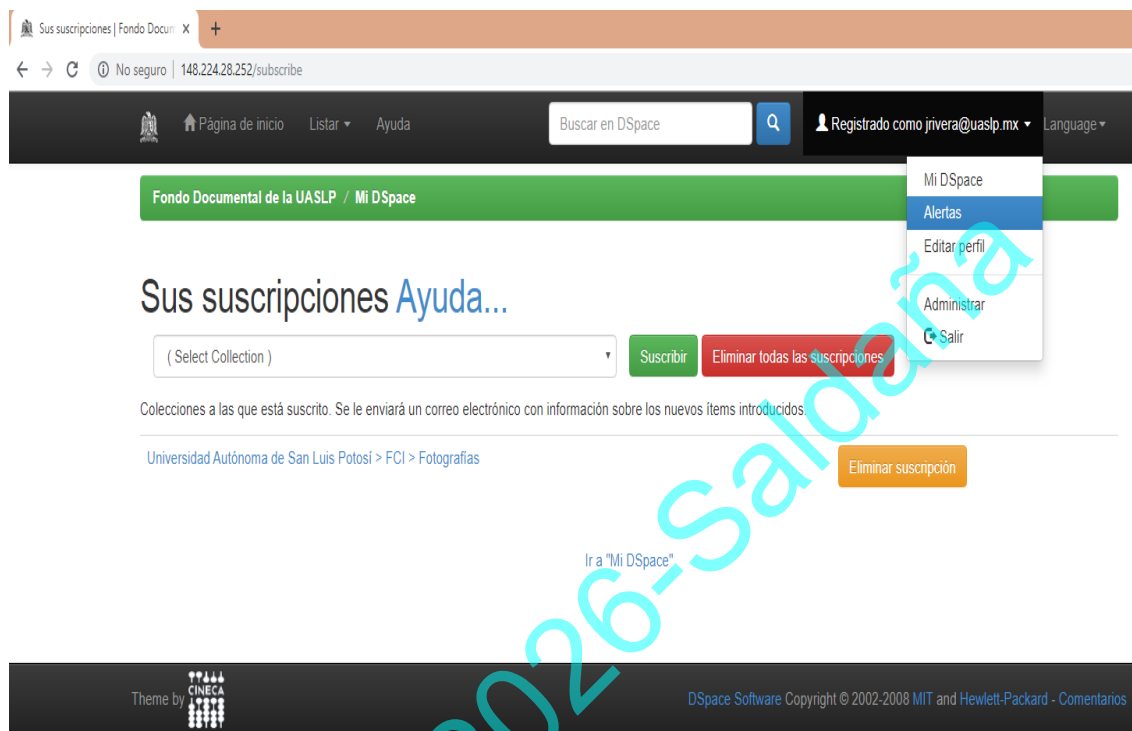 Sus suscripciones | Fondo Docum
No seguro | 148.224.28.252/subscribe
Página de inicio Listar Ayuda Buscar en DSpace Registrado como jrivera@uaslp.mx Language
Fondo Documental de la UASLP / Mi DSpace
Mi DSpace
Alertas
Editar perfil
Administrar
Salir
Sus suscripciones Ayuda...
( Select Collection ) Suscribir Eliminar todas las suscripciones
Colecciones a las que está suscrito. Se le enviará un correo electrónico con información sobre los nuevos ítems introducidos.
Universidad Autónoma de San Luis Potosí > FCI > Fotografías Eliminar suscripción
Ir a "Mi DSpace"
Theme by CINECA DSpace Software Copyright © 2002-2008 MIT and Hewlett-Packard - Comentarios
2026-Saldaña